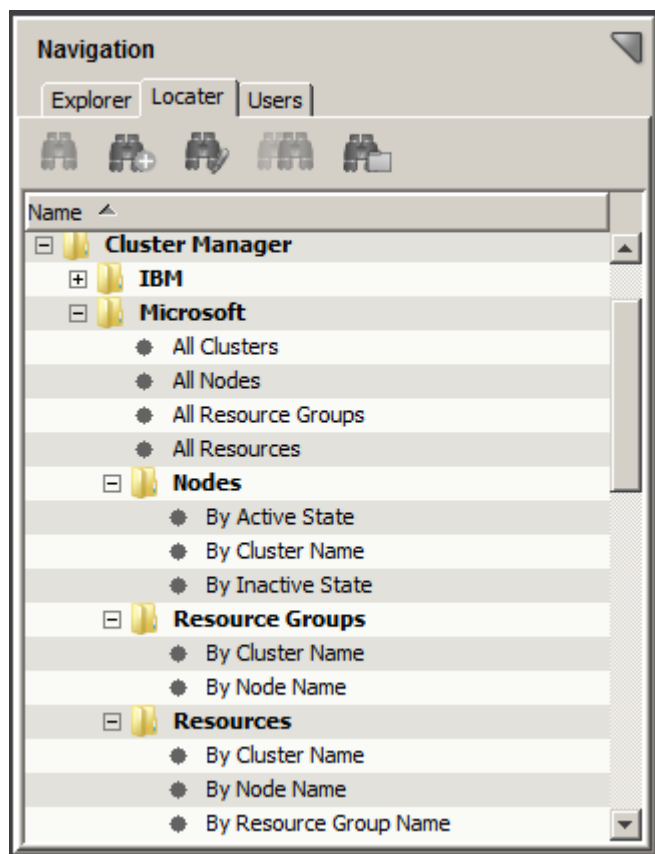 Navigation
Explorer Locater Users
Name
Cluster Manager
IBM
Microsoft
All Clusters
All Nodes
All Resource Groups
All Resources
Nodes
By Active State
By Cluster Name
By Inactive State
Resource Groups
By Cluster Name
By Node Name
Resources
By Cluster Name
By Node Name
By Resource Group Name